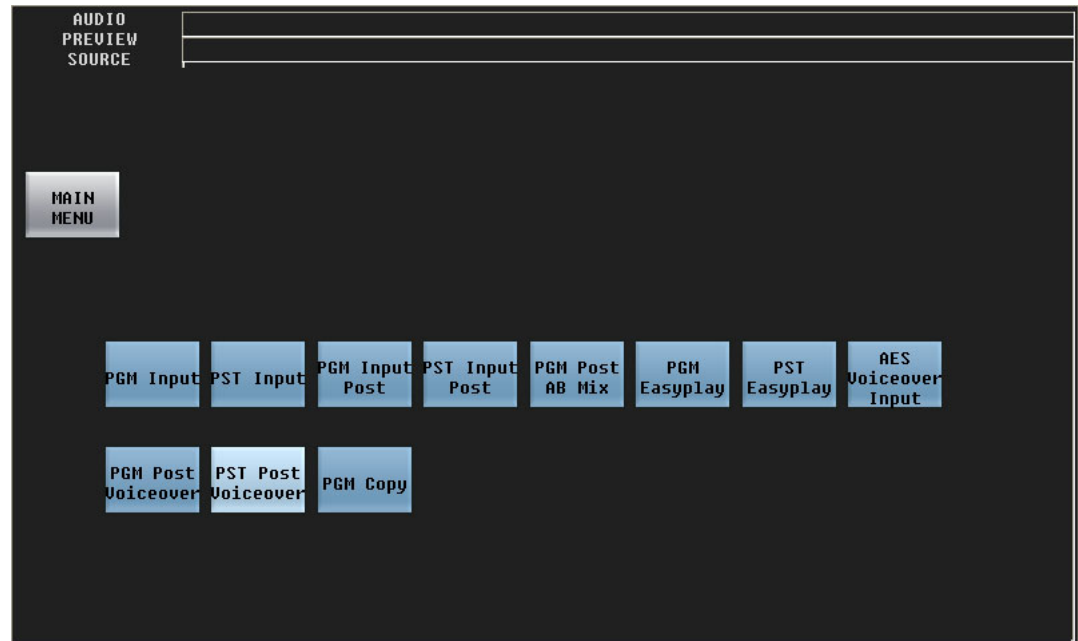 AUDIO
PREVIEW
SOURCE
MAIN
MENU
PGM Input
PST Input
PGM Input
Post
PST Input
Post
PGM Post
AB Mix
PGM
Easyplay
PST
Easyplay
AES
Voiceover
Input
PGM Post
Voiceover
PST Post
Voiceover
PGM Copy